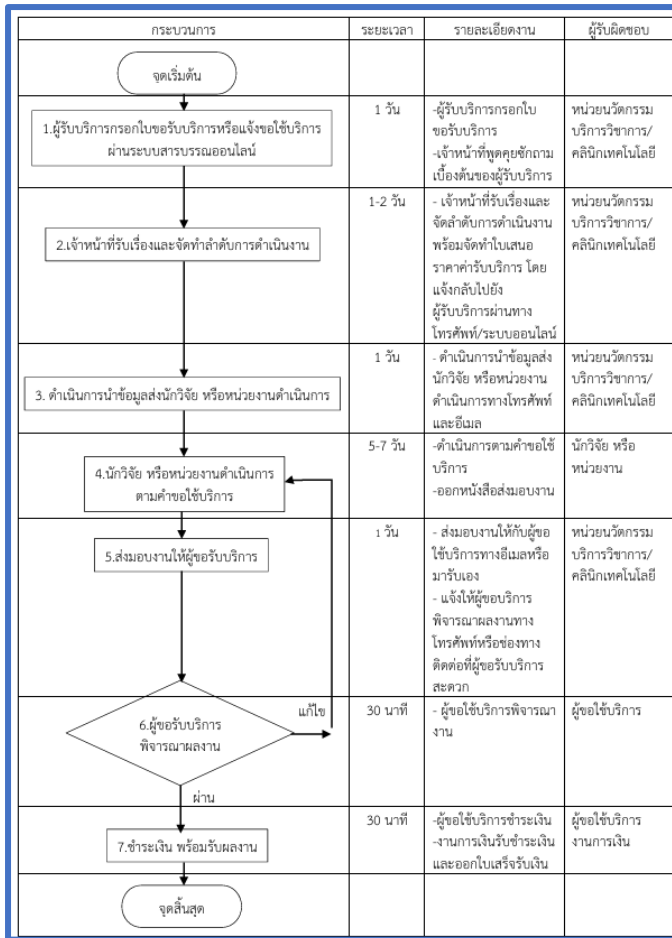 กระบวนการ
ระยะเวลา
รายละเอียดงาน
ผู้รับผิดชอบ
จุดเริ่มต้น
1.ผู้รับบริการกรอกใบขอรับบริการหรือแจ้งขอใช้บริการ
ผ่านระบบสารบรรณออนไลน์
1 วัน
-ผู้รับบริการกรอกใบ
ขอรับบริการ
-เจ้าหน้าที่พูดคุยซักถาม
เบื้องต้นของผู้รับบริการ
หน่วยนวัตกรรม
บริการวิชาการ/
คลินิกเทคโนโลยี
2.เจ้าหน้าที่รับเรื่องและจัดทำลำดับการดำเนินงาน
1-2 วัน
- เจ้าหน้าที่รับเรื่องและ
จัดลำดับการดำเนินงาน
พร้อมจัดทำใบเสนอ
ราคาค่ารับบริการ โดย
แจ้งกลับไปยัง
ผู้รับบริการผ่านทาง
โทรศัพท์/ระบบออนไลน์
หน่วยนวัตกรรม
บริการวิชาการ/
คลินิกเทคโนโลยี
3. ดำเนินการนำข้อมูลส่งนักวิจัย หรือหน่วยงานดำเนินการ
1 วัน
- ดำเนินการนำข้อมูลส่ง
นักวิจัย หรือหน่วยงาน
ดำเนินการทางโทรศัพท์
และอีเมล
หน่วยนวัตกรรม
บริการวิชาการ/
คลินิกเทคโนโลยี
4.นักวิจัย หรือหน่วยงานดำเนินการ
ตามคำขอใช้บริการ
5-7 วัน
-ดำเนินการตามคำขอใช้
บริการ
-ออกหนังสือส่งมอบงาน
นักวิจัย หรือ
หน่วยงาน
5.ส่งมอบงานให้ผู้ขอรับบริการ
1 วัน
- ส่งมอบงานให้กับผู้ขอ
ใช้บริการทางอีเมลหรือ
มารับเอง
- แจ้งให้ผู้ขอบริการ
พิจารณาผลงานทาง
โทรศัพท์หรือช่องทาง
ติดต่อที่ผู้ขอรับบริการ
สะดวก
หน่วยนวัตกรรม
บริการวิชาการ/
คลินิกเทคโนโลยี
6.ผู้ขอรับบริการ
พิจารณาผลงาน
แก้ไข
ผ่าน
30 นาที
- ผู้ขอใช้บริการพิจารณา
งาน
ผู้ขอใช้บริการ
7.ชำระเงิน พร้อมรับผลงาน
30 นาที
-ผู้ขอใช้บริการชำระเงิน
-งานการเงินรับชำระเงิน
และออกใบเสร็จรับเงิน
ผู้ขอใช้บริการ
งานการเงิน
จุดสิ้นสุด